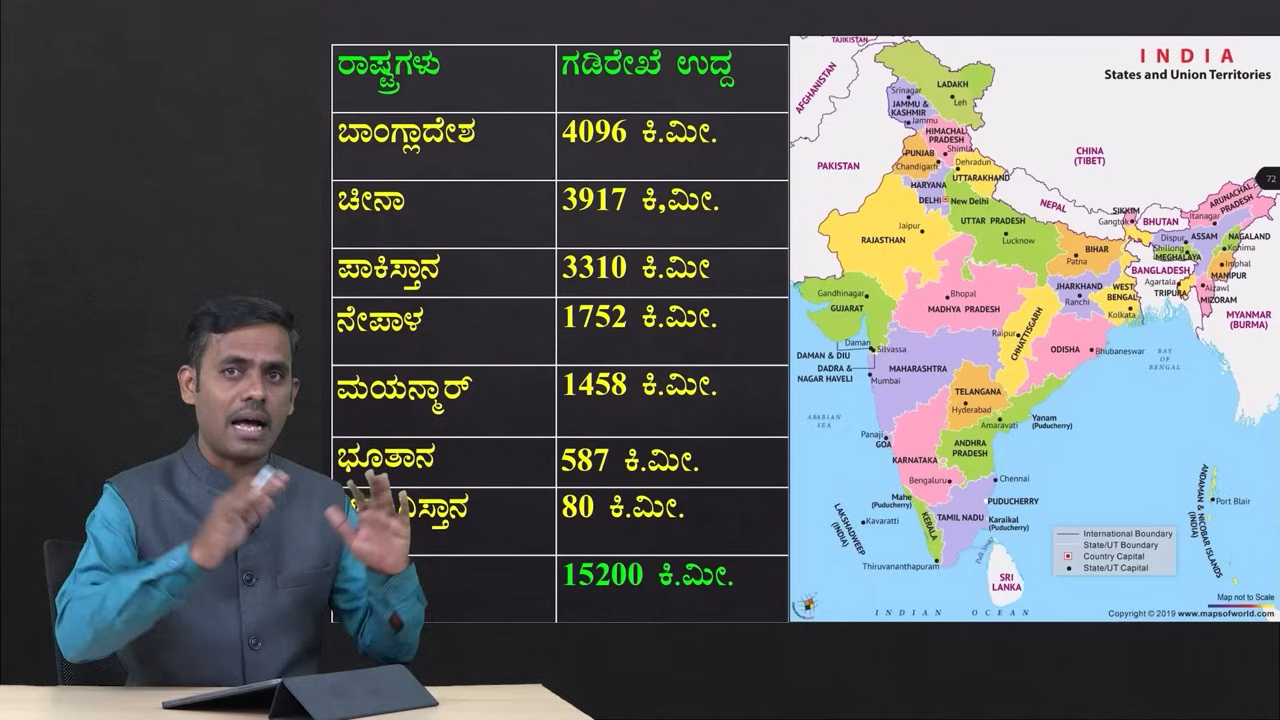 ರಾಷ್ಟ್ರಗಳು ಗಡಿರೇಖೆ ಉದ್ದ
ಬಾಂಗ್ಲಾದೇಶ 4096 ಕಿ.ಮೀ.
ಚೀನಾ 3917 ಕಿ,ಮೀ.
ಪಾಕಿಸ್ತಾನ 3310 ಕಿ.ಮೀ
ನೇಪಾಳ 1752 ಕಿ.ಮೀ.
ಮಯನ್ಮಾರ್ 1458 ಕಿ.ಮೀ.
ಭೂತಾನ 587 ಕಿ.ಮೀ.
80 ಕಿ.ಮೀ.
15200 ಕಿ.ಮೀ.
INDIA
States and Union Territories
TAJIKISTAN
AFGHANISTAN
PAKISTAN
CHINA
(TIBET)
72
LADAKH
Leh
Srinagar
JAMMU &
KASHMIR
Jammu
HIMACHAL
PRADESH
Shimla
PUNJAB
Chandigarh
Dehradun
UTTARAKHAND
HARYANA
DELHI
New Delhi
NEPAL
SIKKIM
Gangtok
BHUTAN
ARUNACHAL
PRADESH
Itanagar
UTTAR PRADESH
Lucknow
Jaipur
RAJASTHAN
BIHAR
Patna
Dispur
ASSAM
NAGALAND
Kohima
Shillong
MEGHALAYA
Imphal
MANIPUR
BANGLADESH
Agartala
TRIPURA
Aizawl
MIZORAM
MYANMAR
(BURMA)
Gandhinagar
GUJARAT
Bhopal
MADHYA PRADESH
JHARKHAND
Ranchi
WEST
BENGAL
Kolkata
CHHATTISGARH
Raipur
ODISHA
Bhubaneswar
BAY
OF
BENGAL
Daman
Silvassa
DAMAN & DIU
DADRA &
NAGAR HAVELI
MAHARASHTRA
Mumbai
TELANGANA
Hyderabad
Amaravati
Yanam
(Puducherry)
ARABIAN
SEA
Panaji
GOA
ANDHRA
PRADESH
KARNATAKA
Bengaluru
Chennai
Mahe
(Puducherry)
PUDUCHERRY
TAMIL NADU
Karaikal
(Puducherry)
KERALA
LAKSHADWEEP
(INDIA)
Kavaratti
Thiruvananthapuram
SRI
LANKA
ANDAMAN & NICOBAR ISLANDS
(INDIA)
Port Blair
International Boundary
State/UT Boundary
Country Capital
State/UT Capital
Map not to Scale
INDIAN OCEAN
Copyright © 2019 www.mapsofworld.com